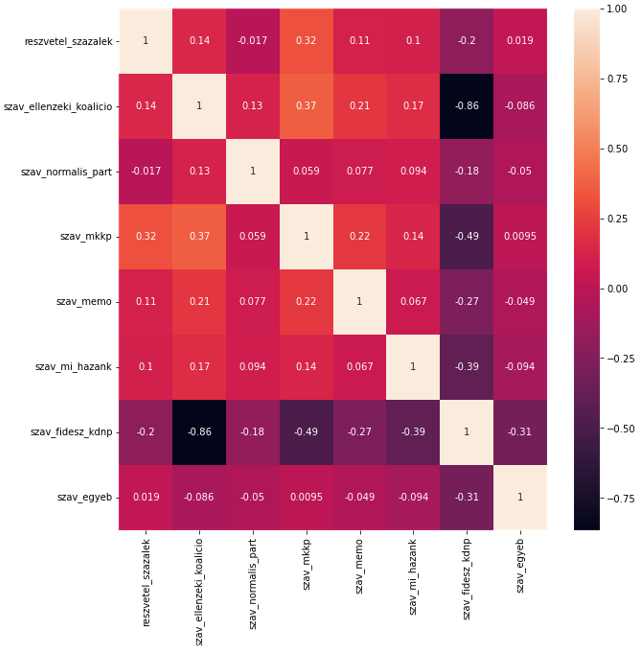 1.00
reszvetel_szazalek 1 0.14 -0.017 0.32 0.11 0.1 -0.2 0.019
0.75
szav_ellenzeki_koalicio 0.14 1 0.13 0.37 0.21 0.17 -0.86 -0.086
0.50
szav_normalis_part -0.017 0.13 1 0.059 0.077 0.094 -0.18 -0.05
0.25
szav_mkkp 0.32 0.37 0.059 1 0.22 0.14 -0.49 0.0095
0.00
szav_memo 0.11 0.21 0.077 0.22 1 0.067 -0.27 -0.049
-0.25
szav_mi_hazank 0.1 0.17 0.094 0.14 0.067 1 -0.39 -0.094
-0.50
szav_fidesz_kdnp -0.2 -0.86 -0.18 -0.49 -0.27 -0.39 1 -0.31
-0.75
szav_egyeb 0.019 -0.086 -0.05 0.0095 -0.049 -0.094 -0.31 1
reszvetel_szazalek
szav_ellenzeki_koalicio
szav_normalis_part
szav_mkkp
szav_memo
szav_mi_hazank
szav_fidesz_kdnp
szav_egyeb